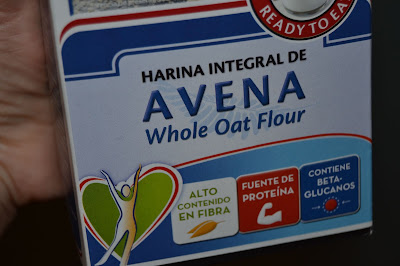 READY TO EA
HARINA INTEGRAL DE
AVENA
Whole Oat Flour
ALTO
CONTENIDO
EN FIBRA
FUENTE DE
PROTEÍNA
CONTIENE
BETA-
GLUCANOS